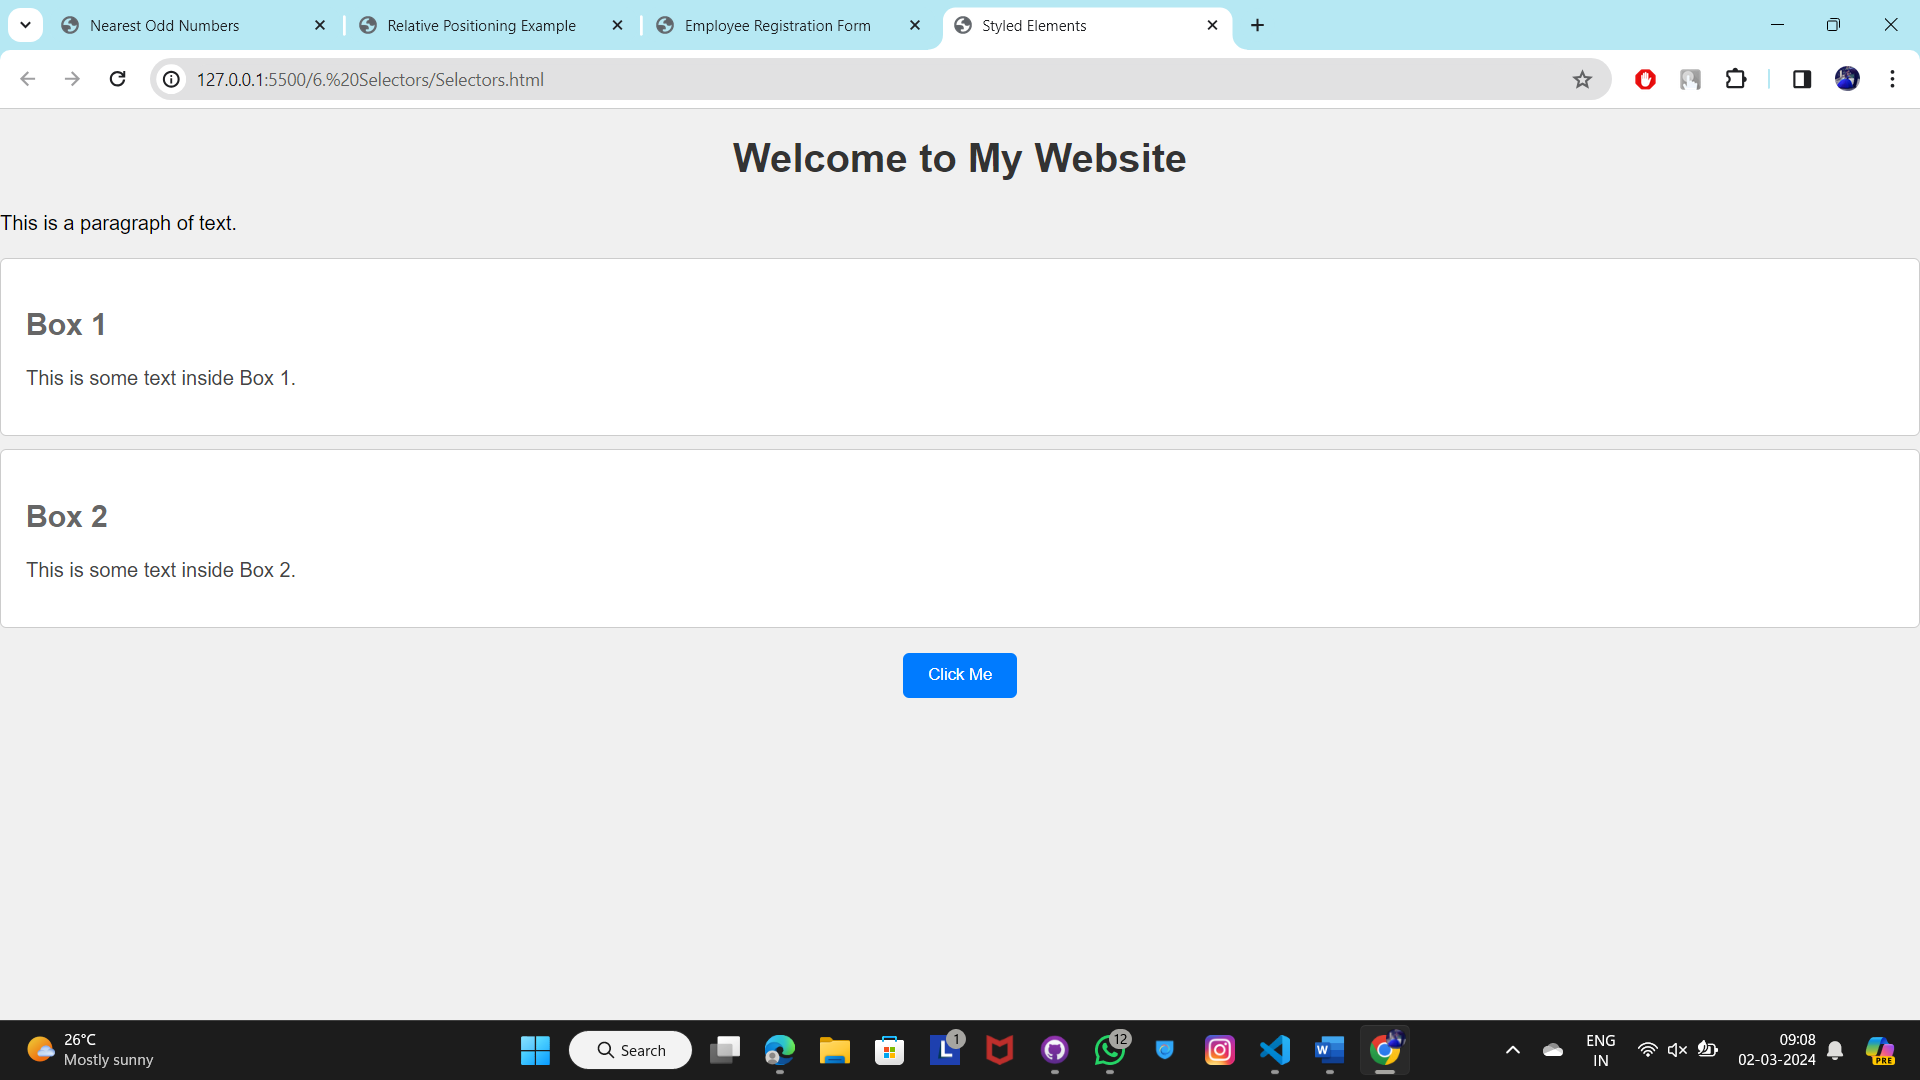 Nearest Odd Numbers
Relative Positioning Example
Employee Registration Form
Styled Elements
127.0.0.1:5500/6.%20Selectors/Selectors.html
Welcome to My Website
This is a paragraph of text.
Box 1
This is some text inside Box 1.
Box 2
This is some text inside Box 2.
Click Me
26°C
Mostly sunny
Search
L
1
12
W
ENG
IN
09:08
02-03-2024
PRE